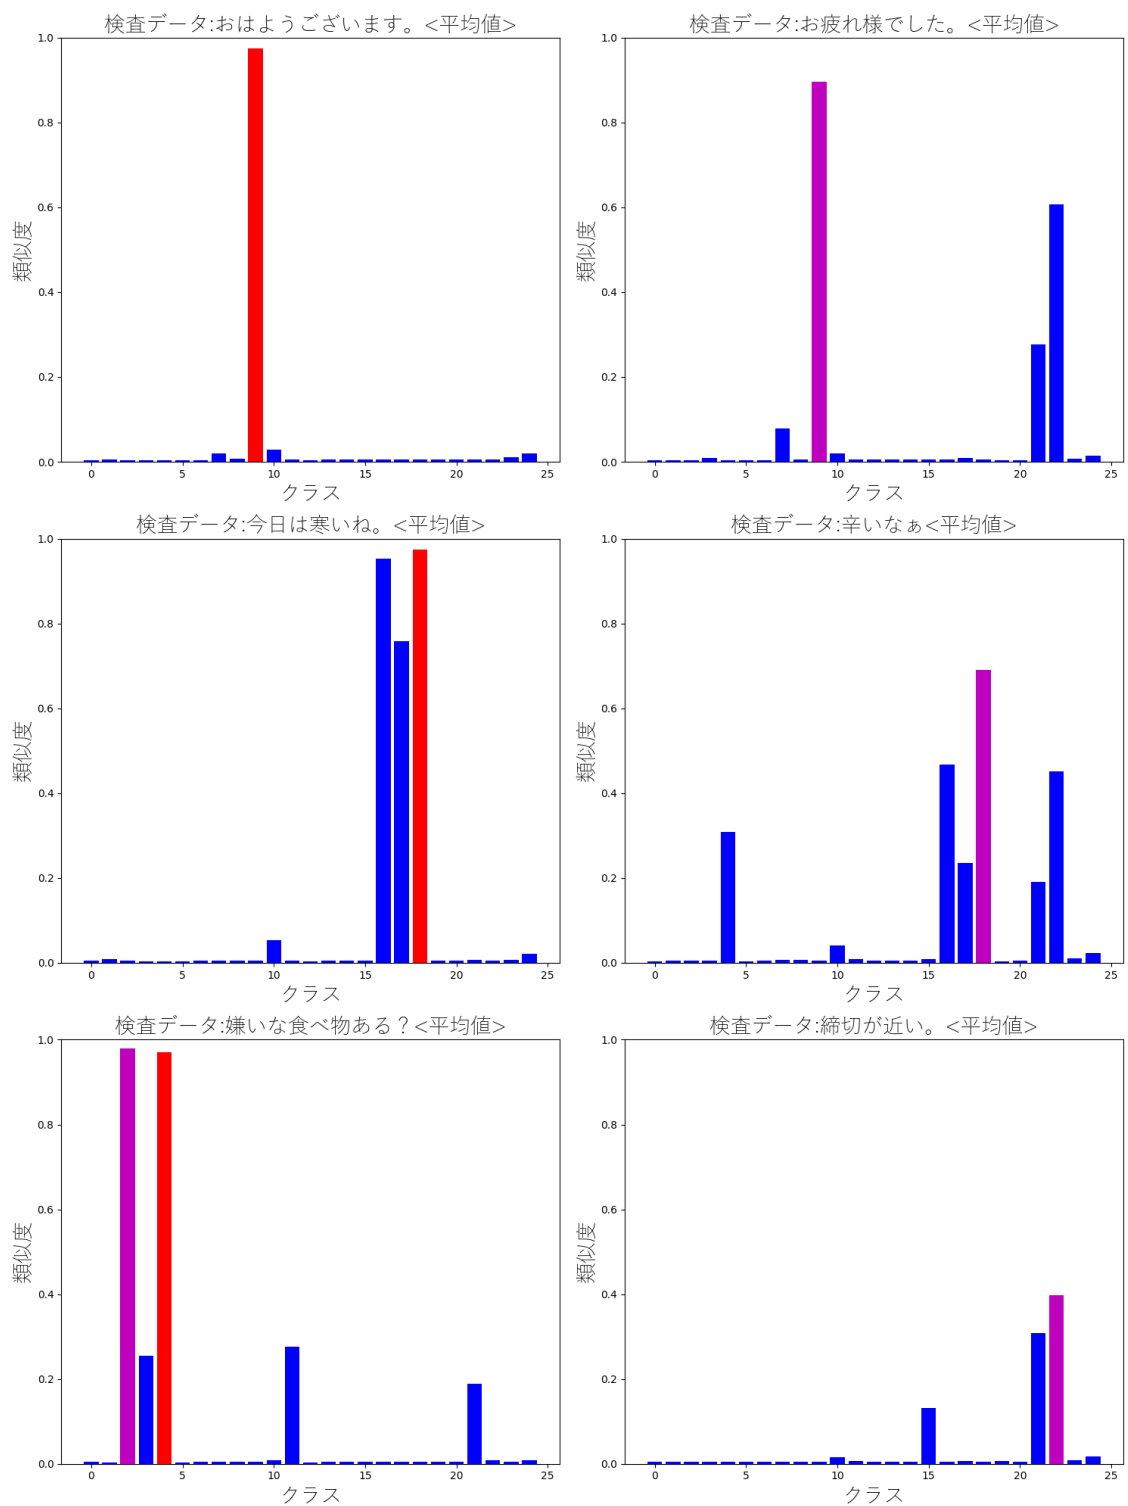 検査データ:おはようございます。<平均値>
1.0
0.8
0.6
0.4
0.2
0.0
類似度
0 5 10 15 20 25
クラス
検査データ:お疲れ様でした。<平均値>
1.0
0.8
0.6
0.4
0.2
0.0
類似度
0 5 10 15 20 25
クラス
検査データ:今日は寒いね。<平均値>
1.0
0.8
0.6
0.4
0.2
0.0
類似度
0 5 10 15 20 25
クラス
検査データ:辛いなぁ<平均値>
1.0
0.8
0.6
0.4
0.2
0.0
類似度
0 5 10 15 20 25
クラス
検査データ:嫌いな食べ物ある？<平均値>
1.0
0.8
0.6
0.4
0.2
0.0
類似度
0 5 10 15 20 25
クラス
検査データ:締切が近い。<平均値>
1.0
0.8
0.6
0.4
0.2
0.0
類似度
0 5 10 15 20 25
クラス